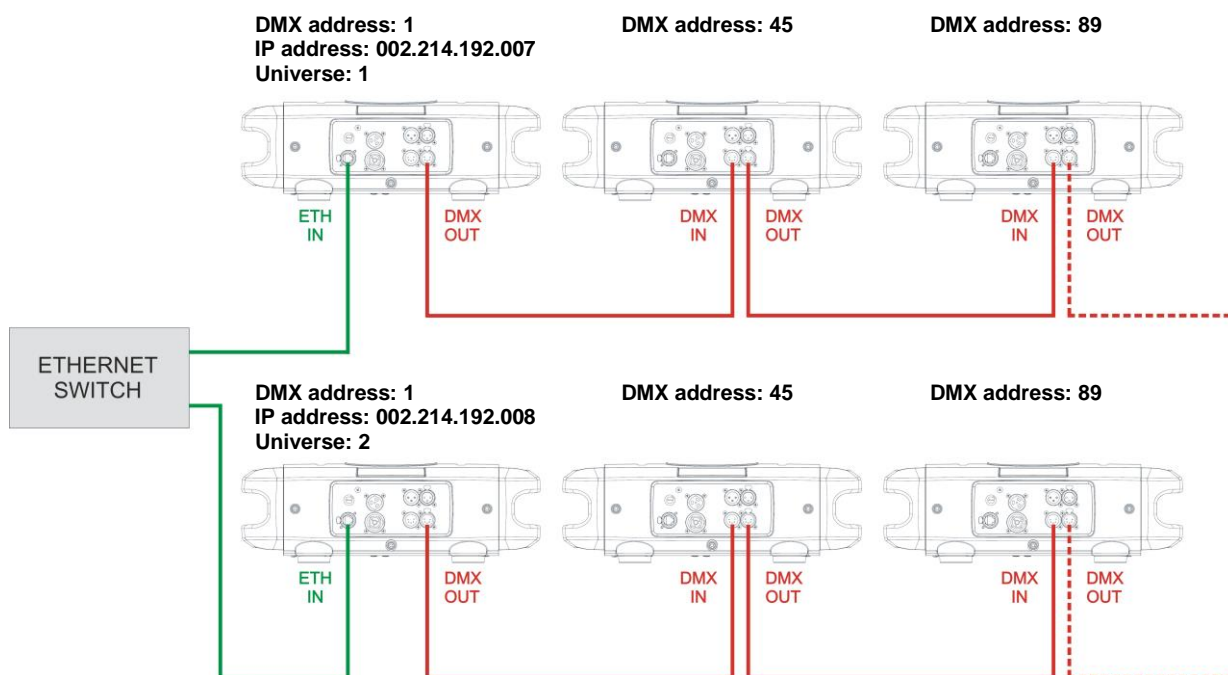 DMX address: 1
IP address: 002.214.192.007
Universe: 1
DMX address: 45
DMX address: 89
ETH
IN
DMX
OUT
DMX
IN
DMX
OUT
DMX
IN
DMX
OUT
ETHERNET
SWITCH
DMX address: 1
IP address: 002.214.192.008
Universe: 2
DMX address: 45
DMX address: 89
ETH
IN
DMX
OUT
DMX
IN
DMX
OUT
DMX
IN
DMX
OUT